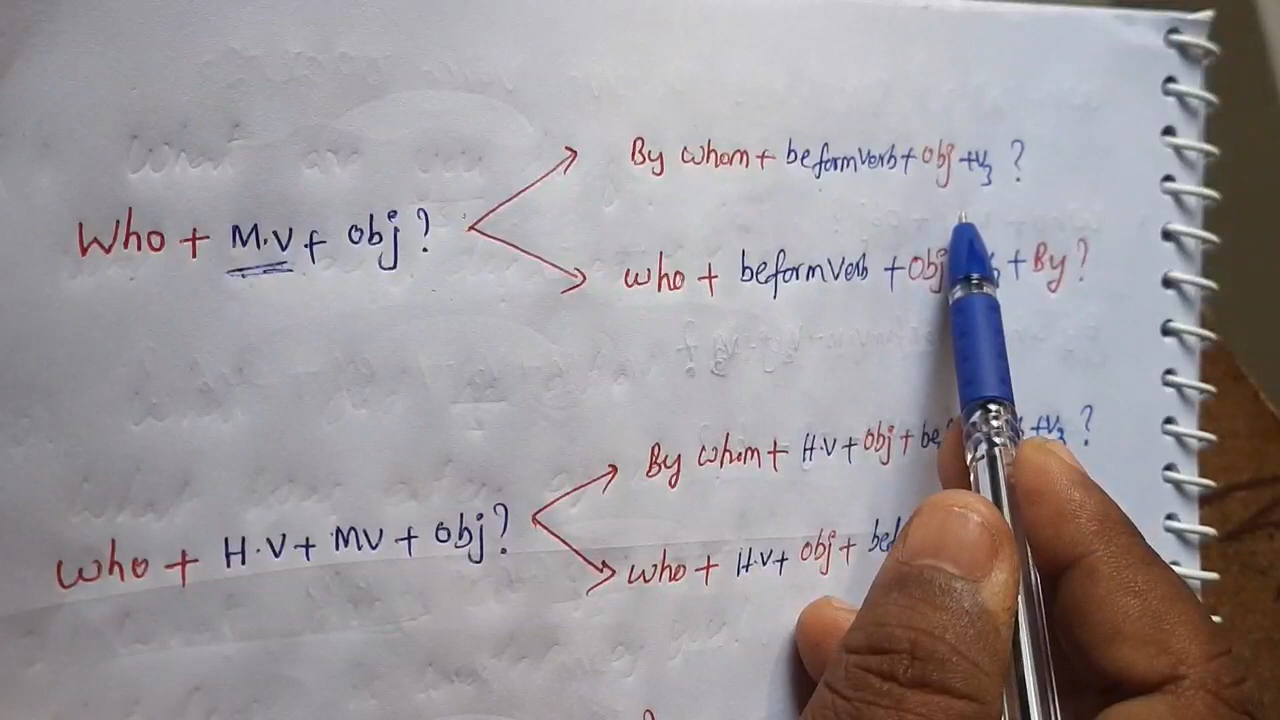 By whom + beformverb + obj + V3 ?
Who + M.V + obj ?
who + beformverb + Obj + By ?
By whom + H.V + obj + be + V3 ?
who + H.V + MV + obj ?
who + H.V + obj +